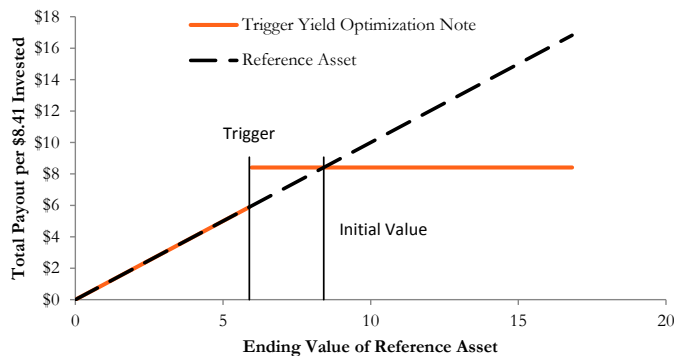 $18
$16
$14
$12
$10
$8
$6
$4
$2
$0
Total Payout per $8.41 Invested
Trigger Yield Optimization Note
Reference Asset
Trigger
Initial Value
0
5
10
15
20
Ending Value of Reference Asset